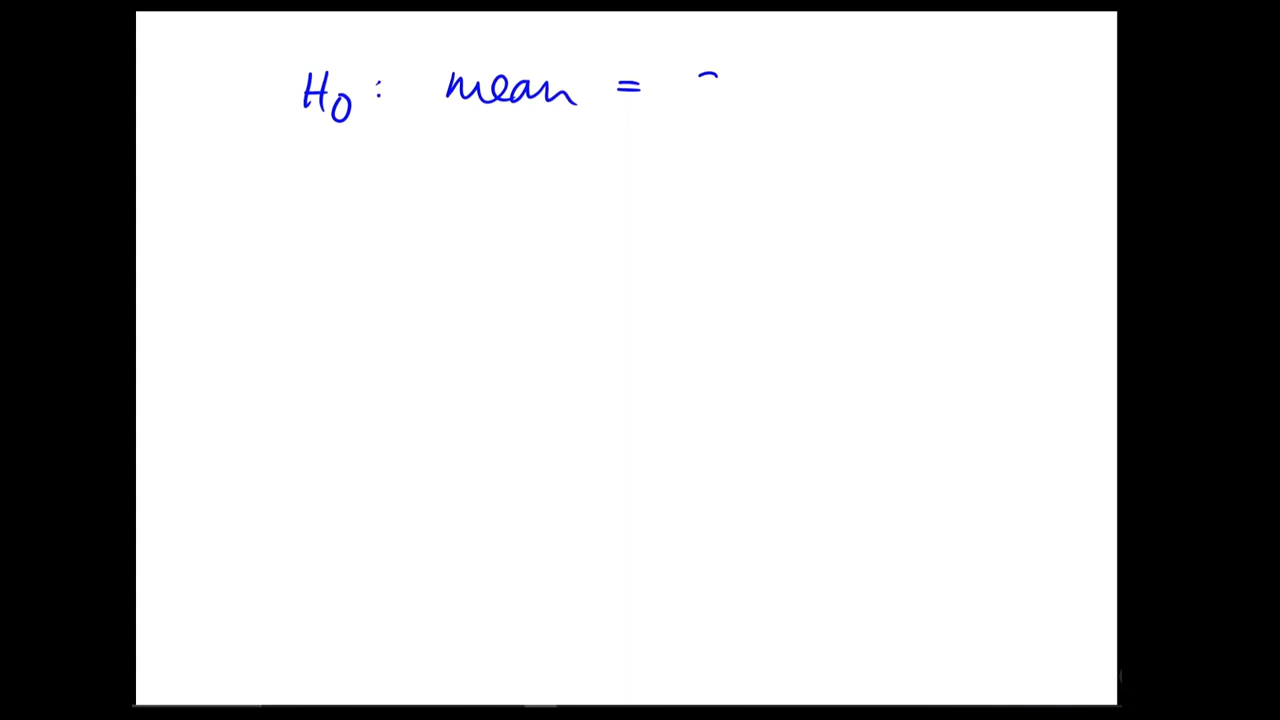 H₀ : mean =